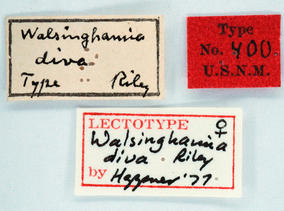 Walsinghamia
diva
Type Riley
Type
No. 400
U.S.N.M.
LECTOTYPE ♀
Walsinghamia
diva Riley
by Heppner '77